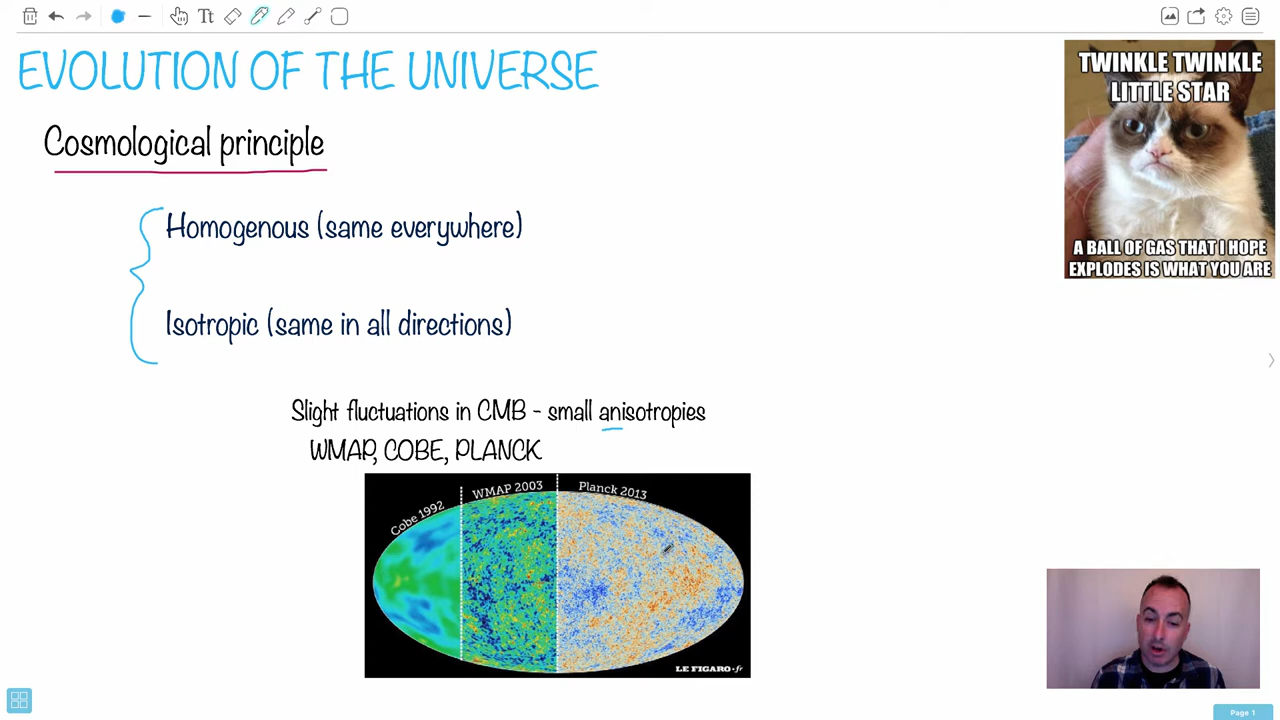 EVOLUTION OF THE UNIVERSE
Cosmological principle
Homogenous (same everywhere)
Isotropic (same in all directions)
Slight fluctuations in CMB - small anisotropies
WMAP, COBE, PLANCK
Cobe 1992
WMAP 2003
Planck 2013
LE FIGARO·fr
TWINKLE TWINKLE
LITTLE STAR
A BALL OF GAS THAT I HOPE
EXPLODES IS WHAT YOU ARE
Tt
Page 1